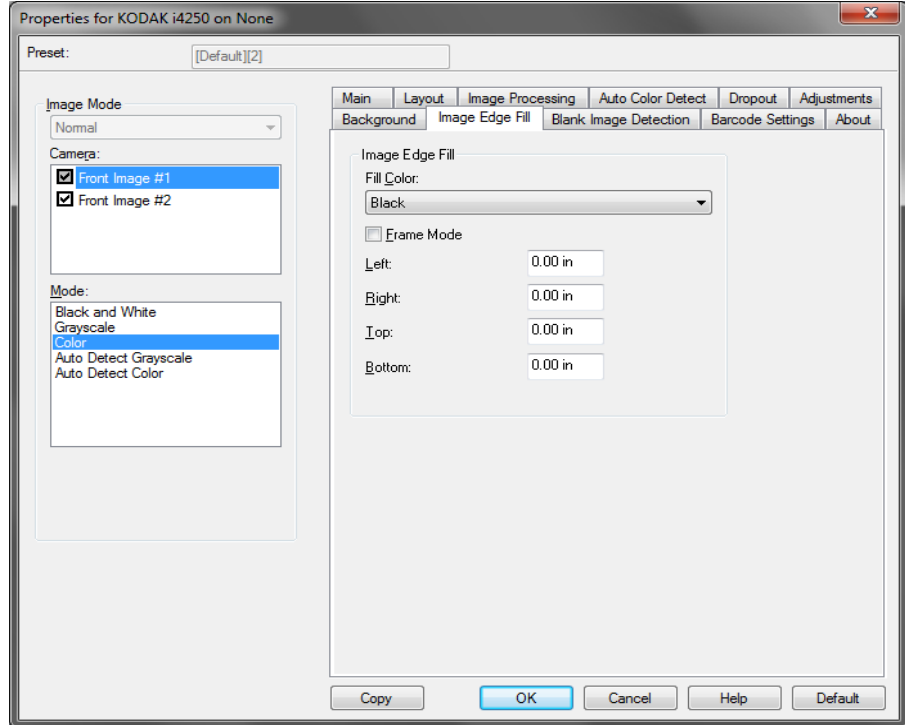 Properties for KODAK i4250 on None
Preset:
[Default][2]
Image Mode
Normal
Camera:
Front Image #1
Front Image #2
Mode:
Black and White
Grayscale
Color
Auto Detect Grayscale
Auto Detect Color
Main Layout Image Processing Auto Color Detect Dropout Adjustments
Background Image Edge Fill Blank Image Detection Barcode Settings About
Image Edge Fill
Fill Color:
Black
Frame Mode
Left: 0.00 in
Right: 0.00 in
Top: 0.00 in
Bottom: 0.00 in
Copy OK Cancel Help Default